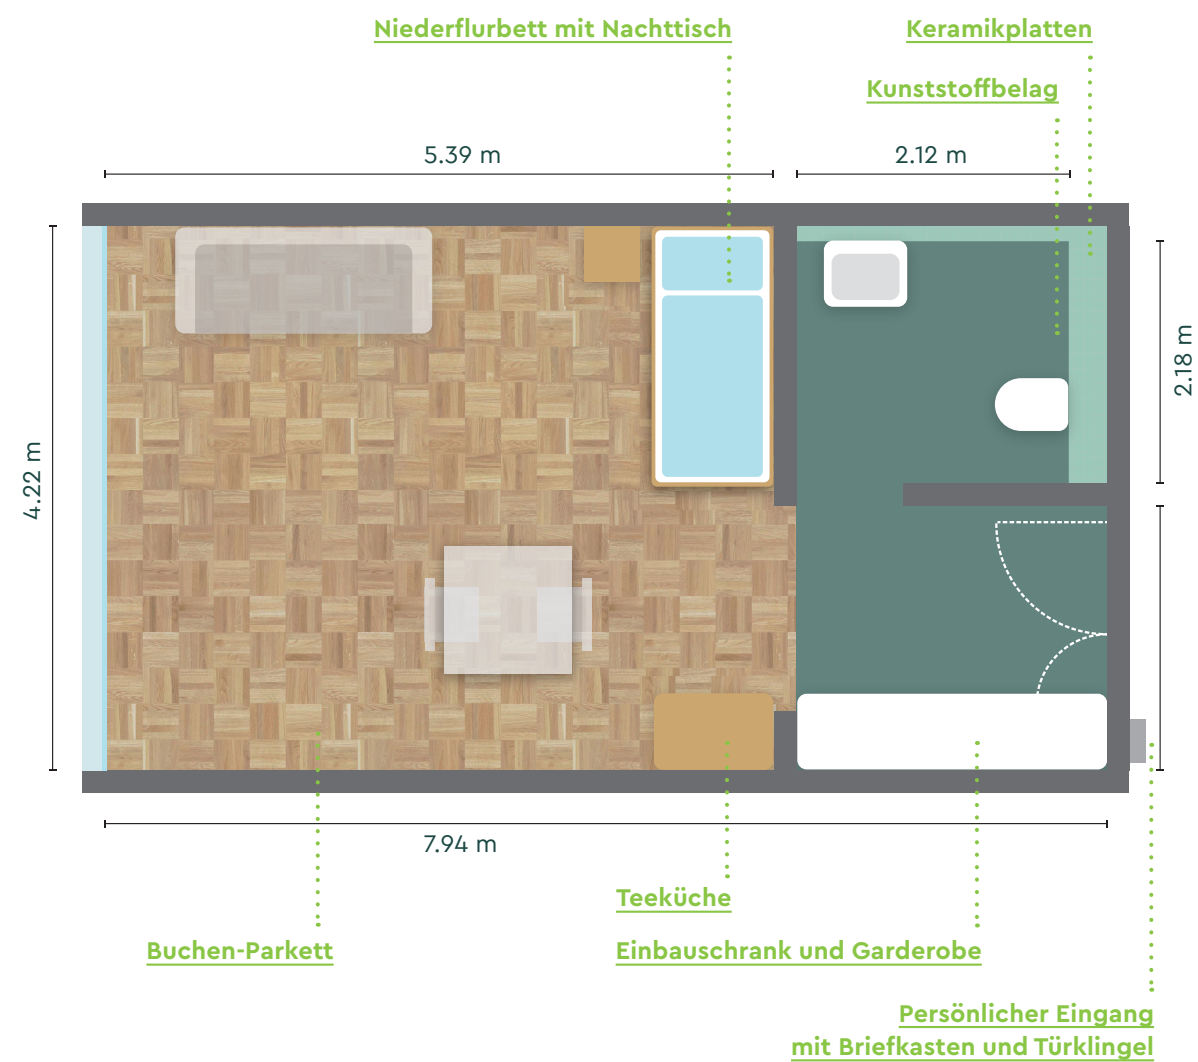 Niederflurbett mit Nachttisch
Keramikplatten
Kunststoffbelag
5.39 m
2.12 m
4.22 m
2.18 m
7.94 m
Teeküche
Buchen-Parkett
Einbauschrank und Garderobe
Persönlicher Eingang
mit Briefkasten und Türklingel